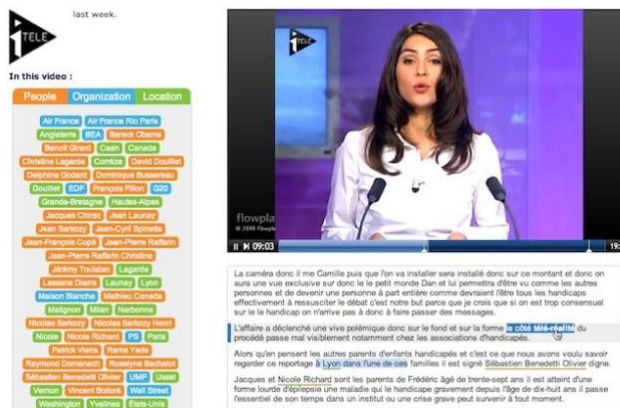 last week.
iTELE
In this video :
People Organization Location
Air France Air France Rio Paris
Angleterre BEA Barack Obama
Benoit Girard Caen Canada
Christine Lagarde Corrèze David Douillet
Delphine Godard Dominique Bussereau
Douillet EDF François Fillon G20
Grande-Bretagne Hautes-Alpes
Jacques Chirac Jean Launay
Jean Sarkozy Jean-Cyril Spinetta
Jean-François Copé Jean-Pierre Raffarin
Jean-Pierre Raffarin Christine
Jérémy Toulalan Lagarde
Lassana Diarra Launay Lyon
Maison Blanche Mathieu Canada
Matignon Milan Narbonne
Nicolas Sarkozy Nicolas Sarkozy Henri
Nicole Nicole Richard PS Paris
Patrick Vieira Rama Yade
Raymond Domenech Roselyne Bachelot
Sébastien Benedetti Olivier UMP Ussel
Vernon Vincent Bolloré Wall Street
Washington Yvelines États-Unis
iTELE
flowpla
© 2009 Flowpla
09:03 19:
La caméra donc il me Camille puis que l'on va installer sera installé donc sur ce montant et donc on
aura une vue exclusive sur donc le le petit monde Dan et lui permettra d'être vu comme les autres
personnes et de devenir une personne à part entière comme devraient l'être tous les handicaps
effectivement à ressusciter le débat c'est notre but parce que je crois que si on est trop consensuel
sur le le handicap on n'arrive pas à donc à faire passer des messages.
L'affaire a déclenché une vive polémique donc sur le fond et sur la forme le côté télé-réalité du
procédé passe mal visiblement notamment chez les associations d'handicapés.
Alors qu'en pensent les autres parents d'enfants handicapés et c'est ce que nous avons voulu savoir
regarder ce reportage à Lyon dans l'une de ces familles il est signé Sébastien Benedetti Olivier digne.
Jacques et Nicole Richard sont les parents de Frédéric âgé de trente-sept ans il est atteint d'une
forme lourde d'épilepsie une maladie qui le handicape gravement depuis l'âge de dix-huit ans il passe
l'essentiel de son temps dans un institut ou une crise grave peut survenir à tout moment.